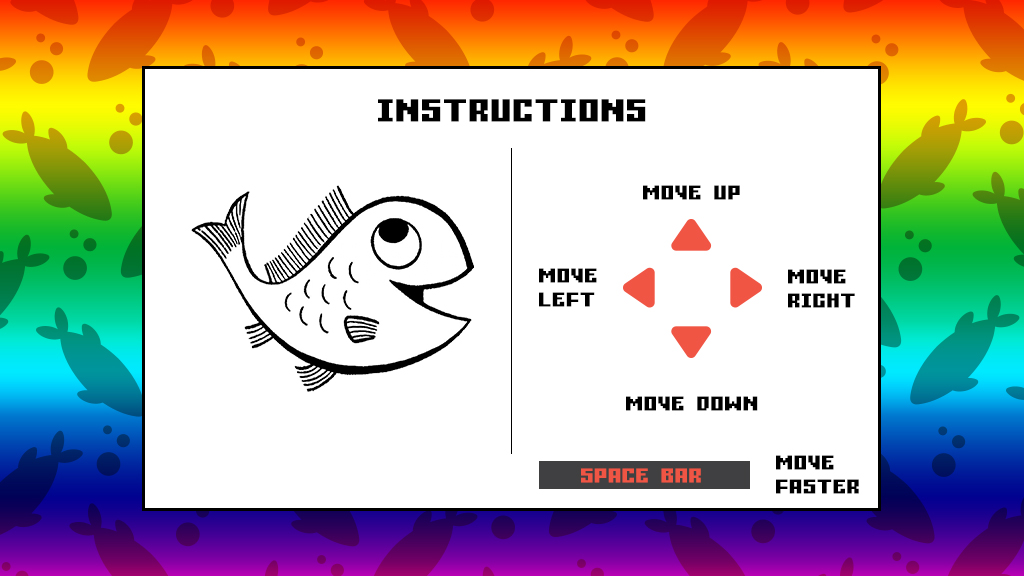 INSTRUCTIONS
MOVE UP
MOVE
LEFT
MOVE
RIGHT
MOVE DOWN
SPACE BAR
MOVE
FASTER